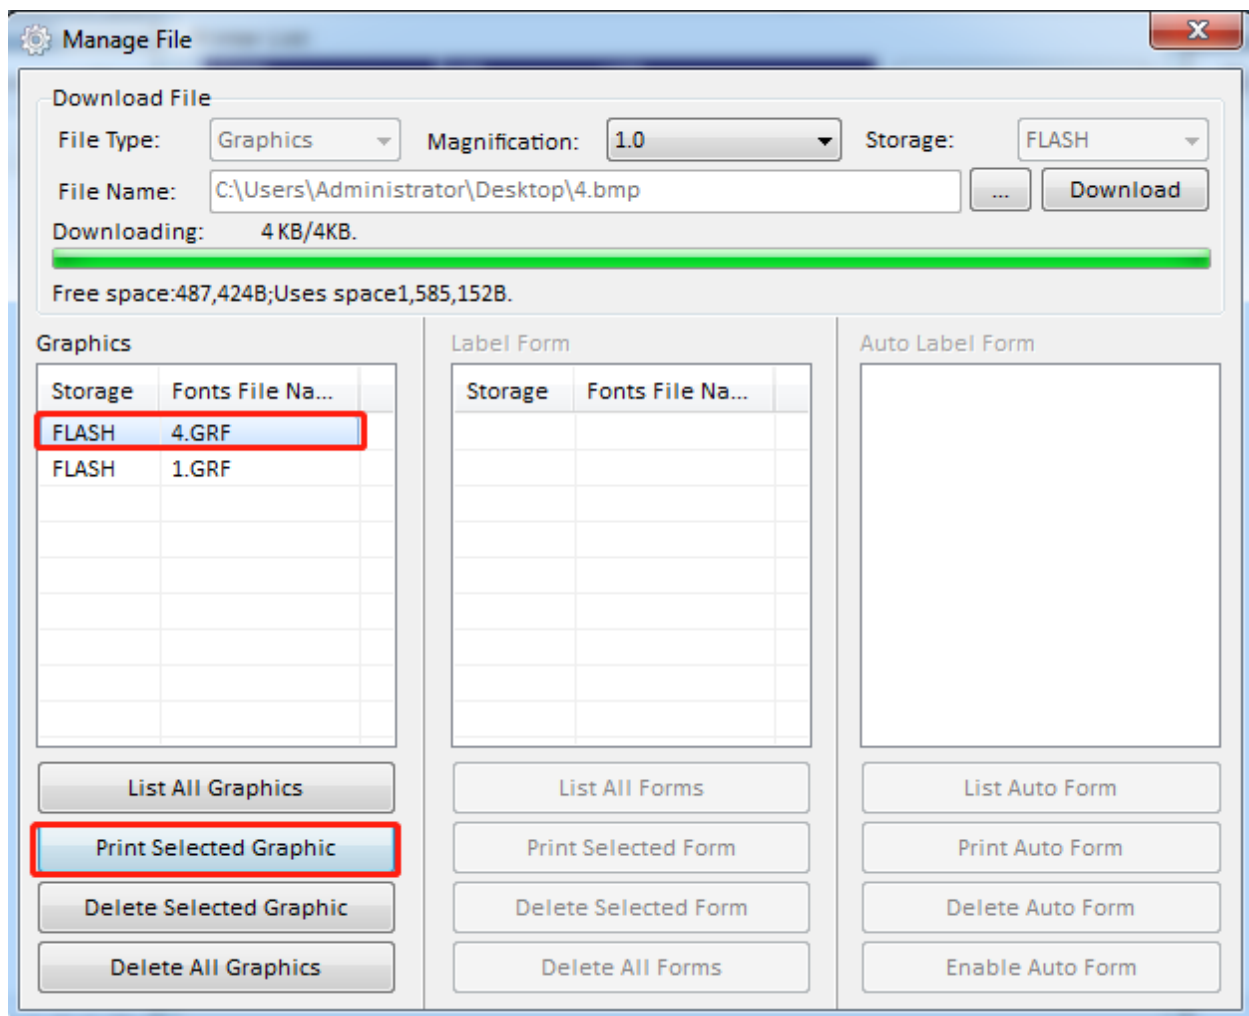 Manage File
Download File
File Type: Graphics Magnification: 1.0 Storage: FLASH
File Name: C:\Users\Administrator\Desktop\4.bmp ... Download
Downloading: 4 KB/4KB.
Free space:487,424B;Uses space1,585,152B.
Graphics Label Form Auto Label Form
Storage Fonts File Na... Storage Fonts File Na...
FLASH 4.GRF
FLASH 1.GRF
List All Graphics List All Forms List Auto Form
Print Selected Graphic Print Selected Form Print Auto Form
Delete Selected Graphic Delete Selected Form Delete Auto Form
Delete All Graphics Delete All Forms Enable Auto Form